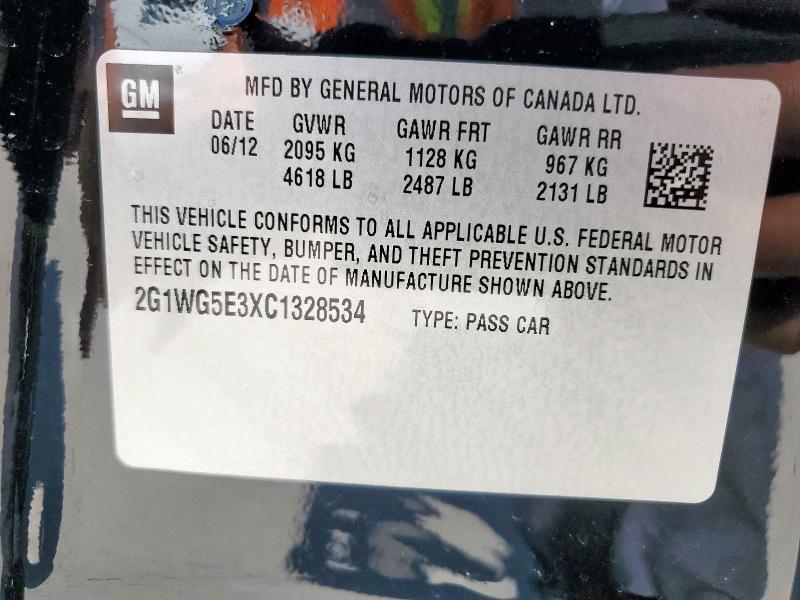 GM
MFD BY GENERAL MOTORS OF CANADA LTD.
DATE GVWR GAWR FRT GAWR RR
06/12 2095 KG 1128 KG 967 KG
4618 LB 2487 LB 2131 LB
THIS VEHICLE CONFORMS TO ALL APPLICABLE U.S. FEDERAL MOTOR
VEHICLE SAFETY, BUMPER, AND THEFT PREVENTION STANDARDS IN
EFFECT ON THE DATE OF MANUFACTURE SHOWN ABOVE.
2G1WG5E3XC1328534 TYPE: PASS CAR